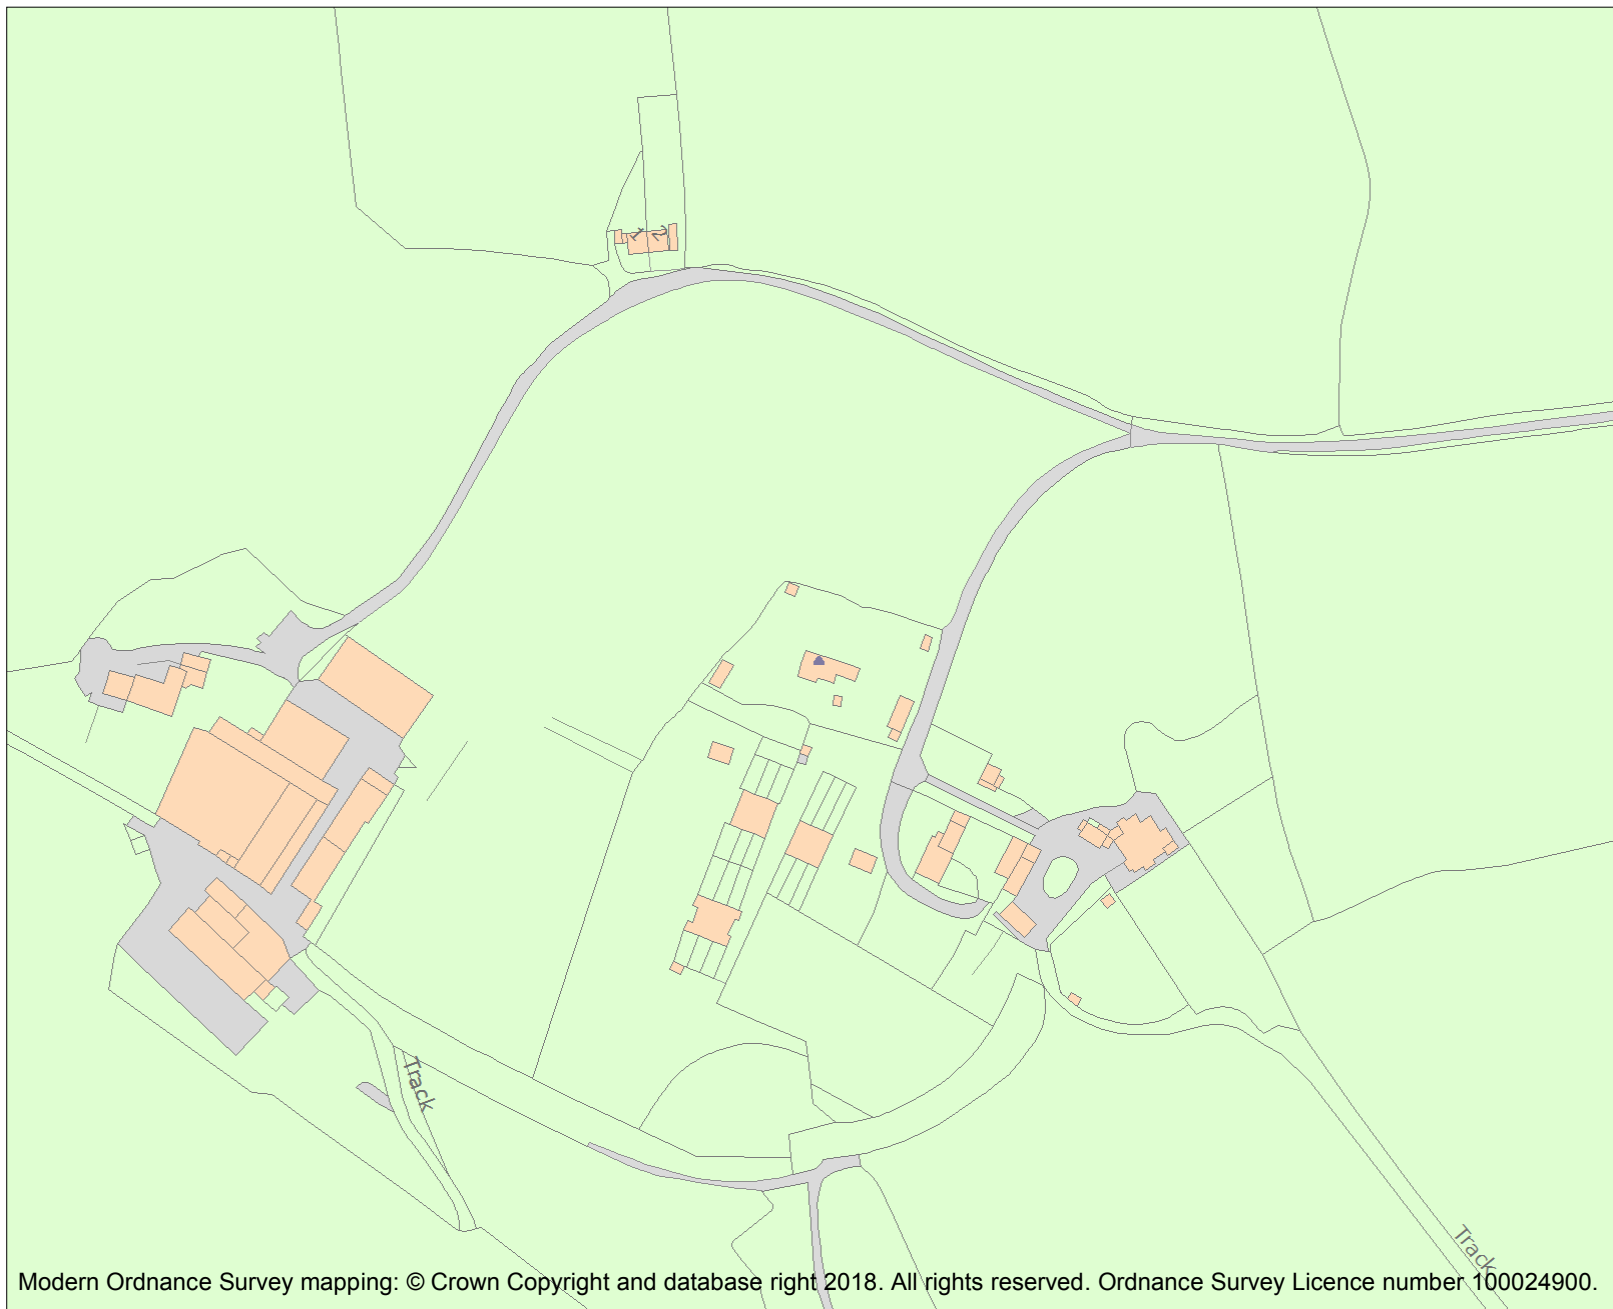 1 2
Track
Track
Modern Ordnance Survey mapping: © Crown Copyright and database right 2018. All rights reserved. Ordnance Survey Licence number 100024900.